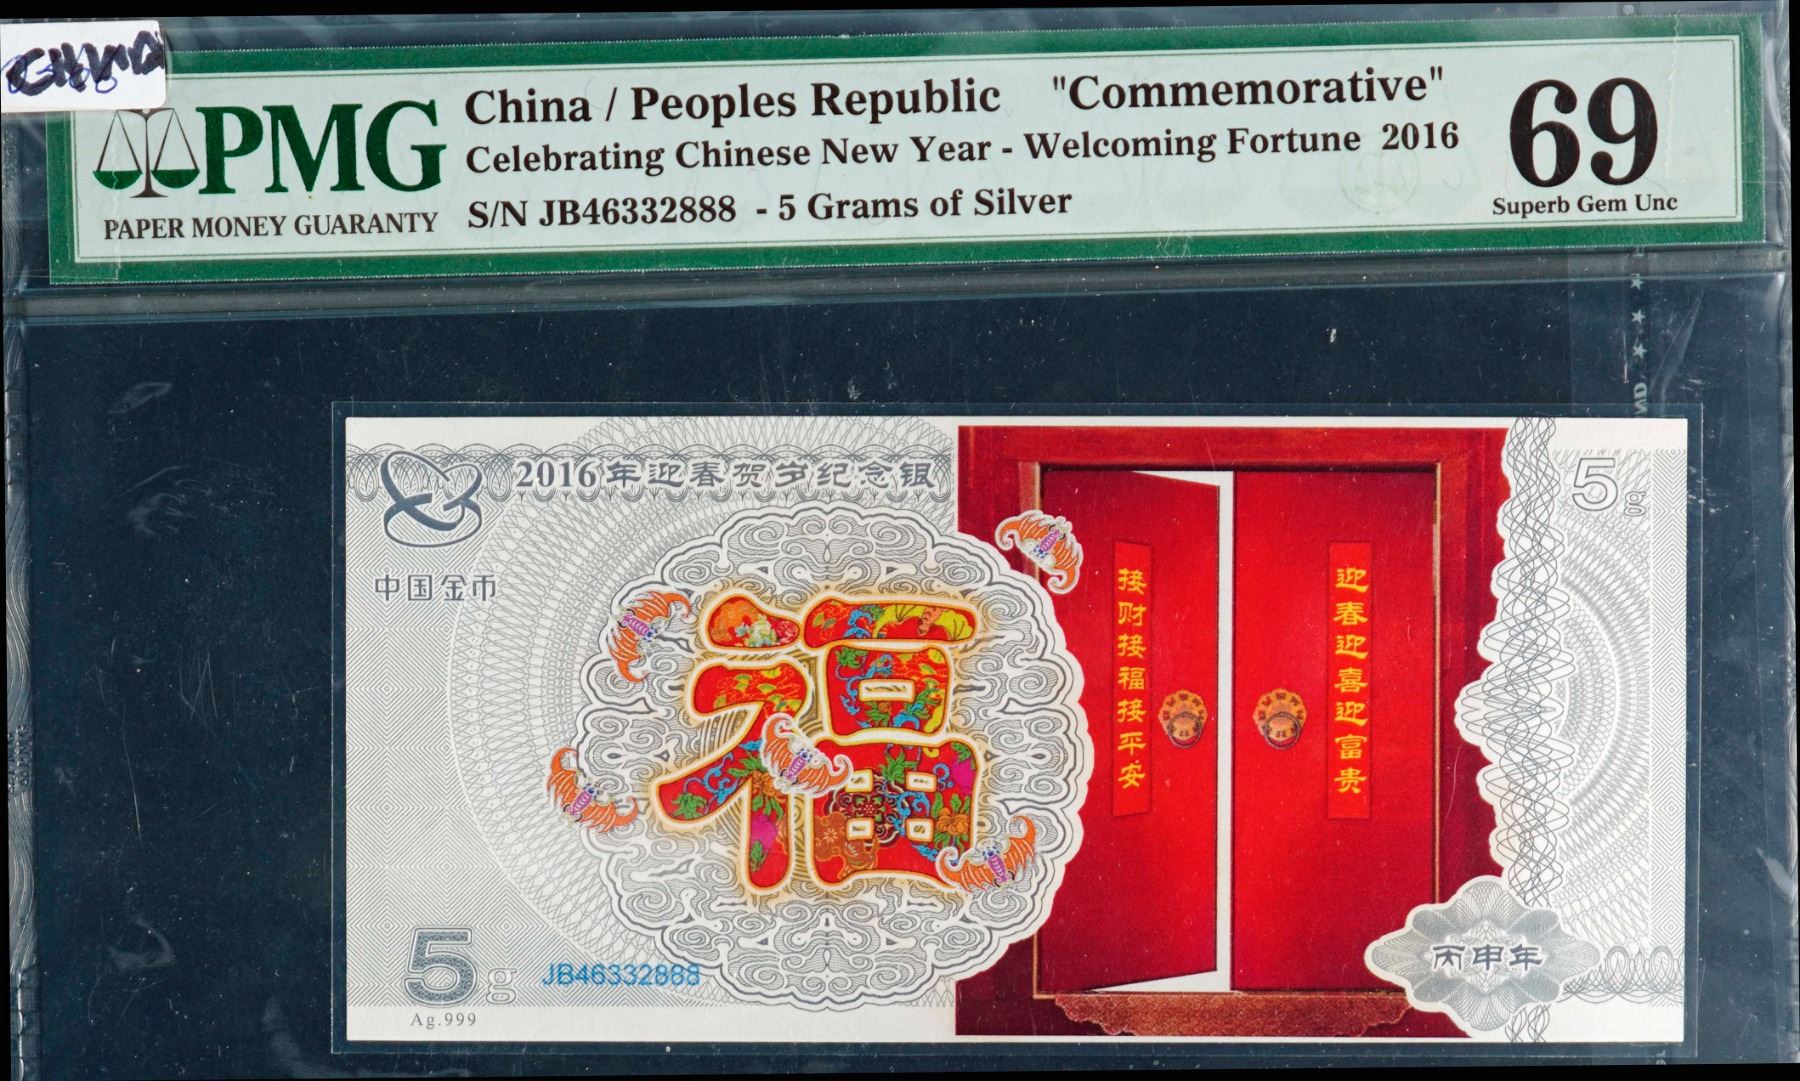 PMG
PAPER MONEY GUARANTY
China / Peoples Republic "Commemorative"
Celebrating Chinese New Year - Welcoming Fortune 2016
S/N JB46332888 - 5 Grams of Silver
69
Superb Gem Unc
2016年迎春贺岁纪念银
中国金币
福
接财接福接平安
迎春迎喜迎富贵
5g
丙申年
5g
JB46332888
Ag.999